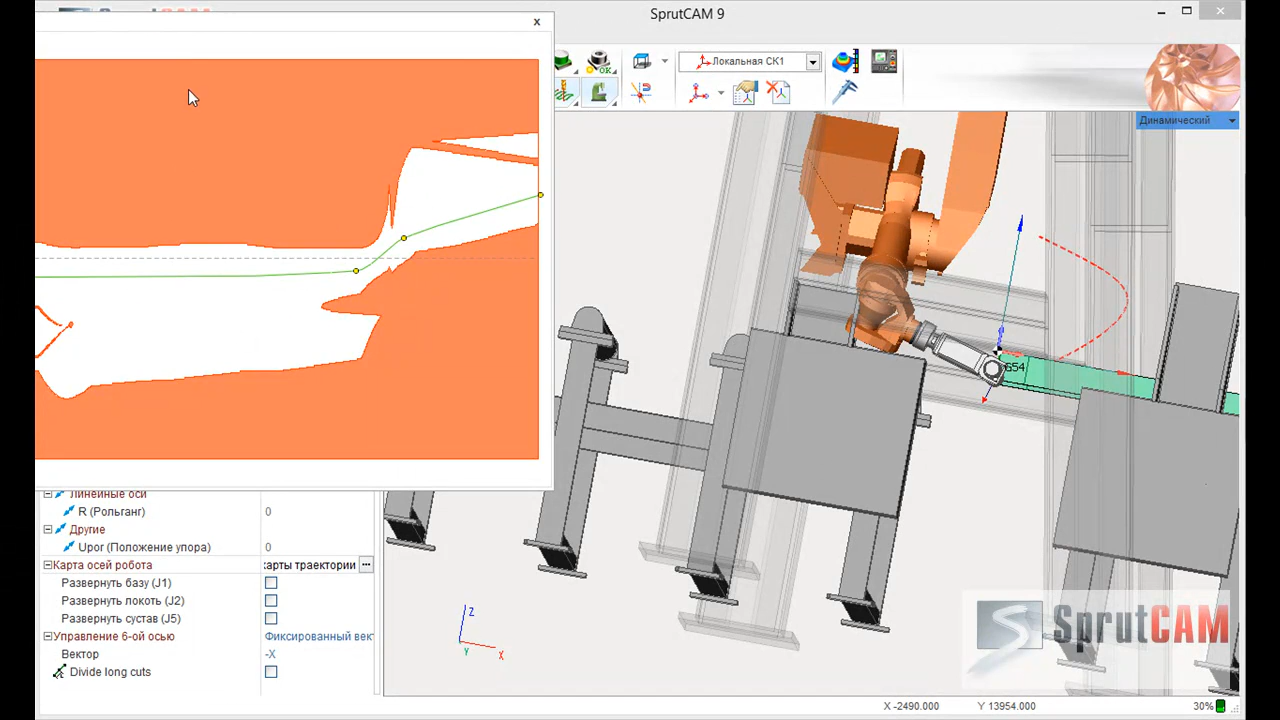 SprutCAM 9
x
OK
Локальная СК1
Динамический
G54
Линейные оси
R (Рольганг) 0
Другие
Upor (Положение упора) 0
Карта осей робота карты траектории ...
Развернуть базу (J1)
Развернуть локоть (J2)
Развернуть сустав (J5)
Управление 6-ой осью Фиксированный вект
Вектор -X
Divide long cuts
Z
Y
X
SprutCAM
X -2490.000 Y 13954.000 30%